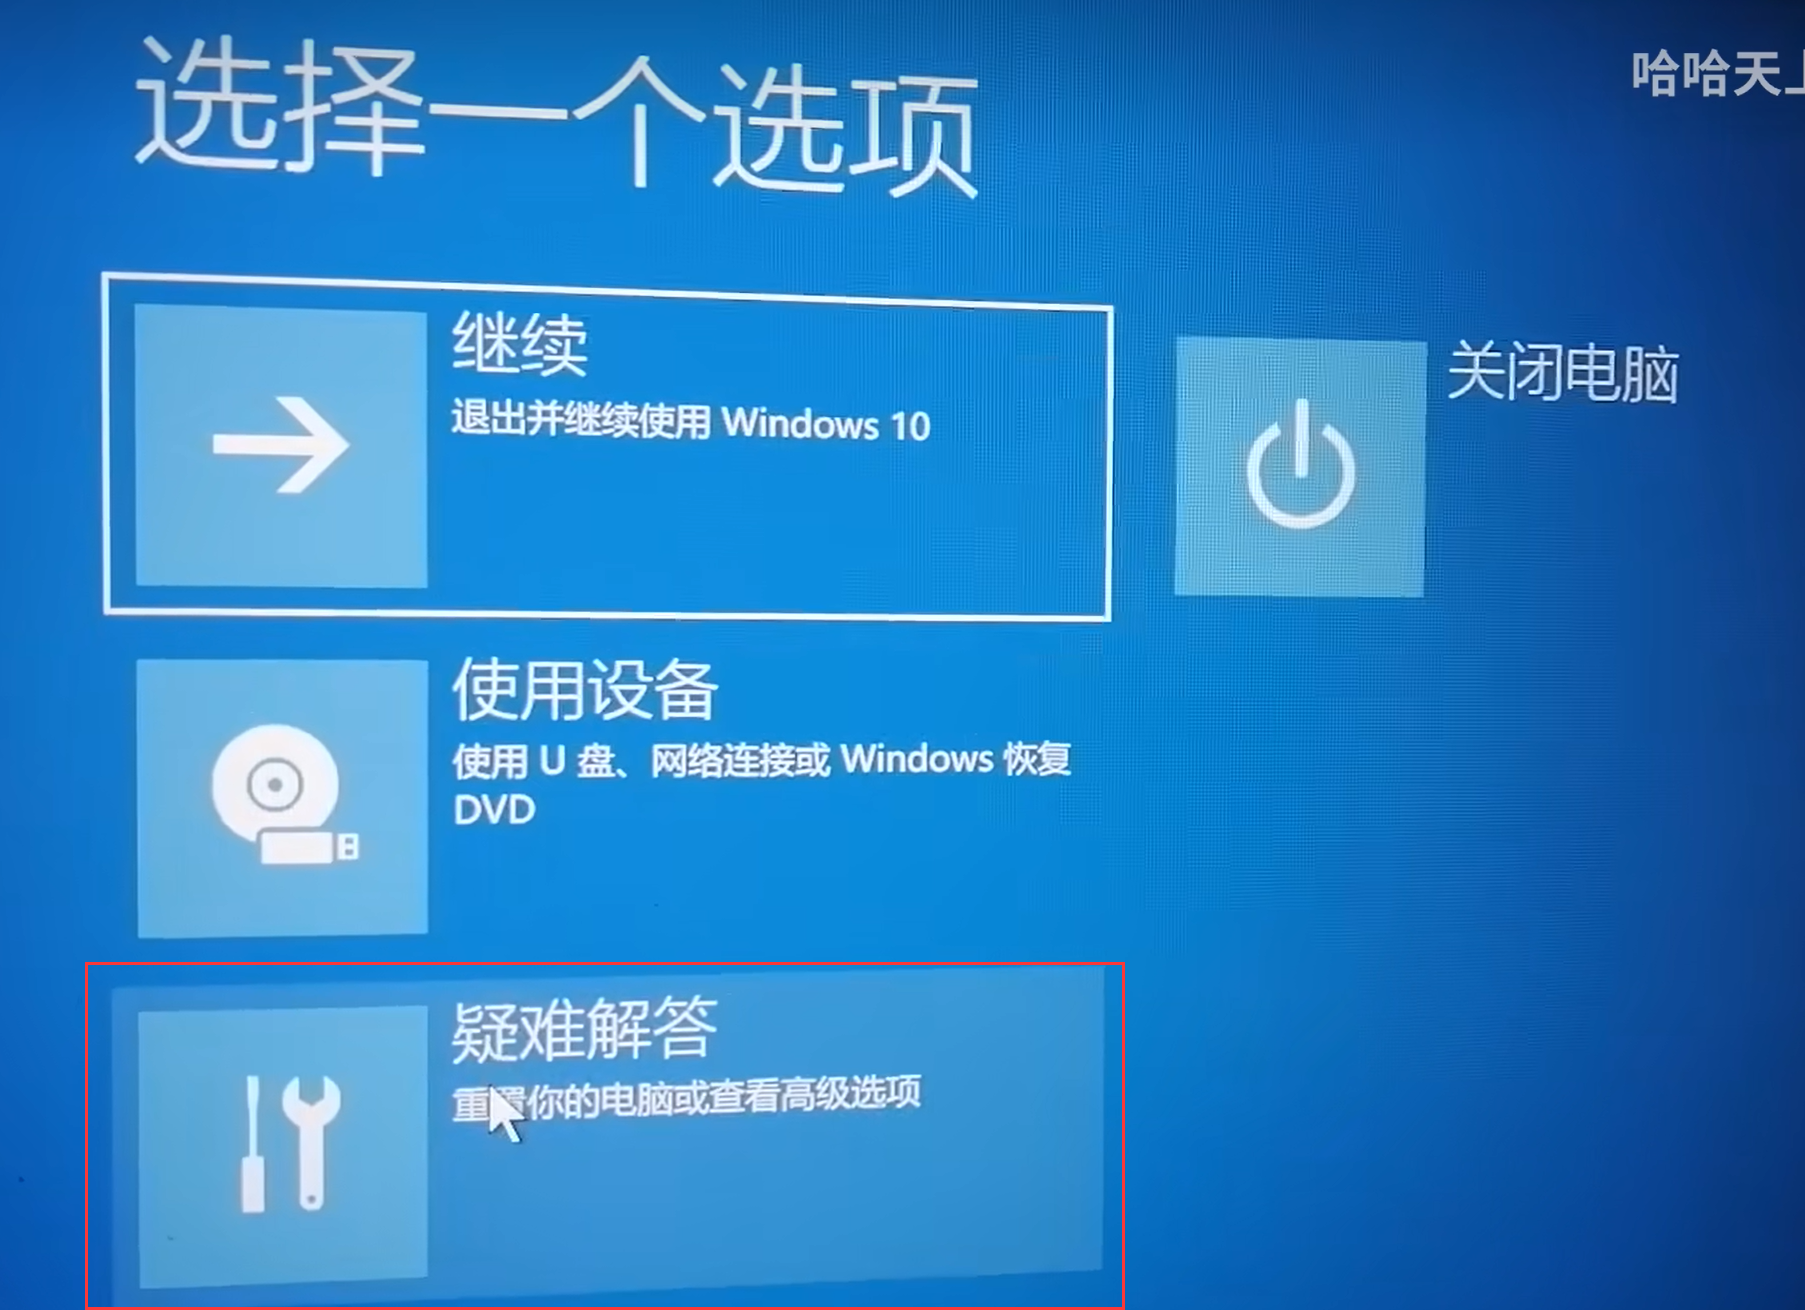 选择一个选项
哈哈天上
继续
退出并继续使用 Windows 10
关闭电脑
使用设备
使用 U 盘、网络连接或 Windows 恢复
DVD
疑难解答
重置你的电脑或查看高级选项